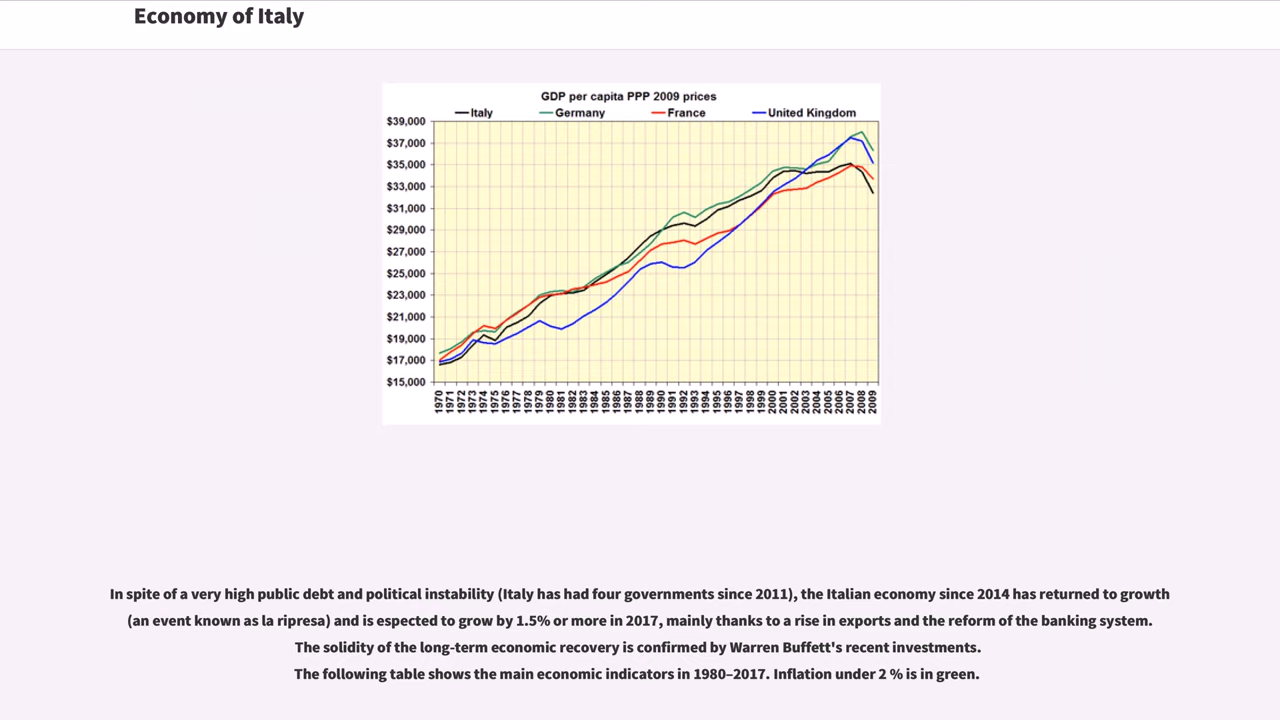 Economy of Italy
GDP per capita PPP 2009 prices
Italy Germany France United Kingdom
$39,000
$37,000
$35,000
$33,000
$31,000
$29,000
$27,000
$25,000
$23,000
$21,000
$19,000
$17,000
$15,000
1970 1971 1972 1973 1974 1975 1976 1977 1978 1979 1980 1981 1982 1983 1984 1985 1986 1987 1988 1989 1990 1991 1992 1993 1994 1995 1996 1997 1998 1999 2000 2001 2002 2003 2004 2005 2006 2007 2008 2009
In spite of a very high public debt and political instability (Italy has had four governments since 2011), the Italian economy since 2014 has returned to growth
(an event known as la ripresa) and is espected to grow by 1.5% or more in 2017, mainly thanks to a rise in exports and the reform of the banking system.
The solidity of the long-term economic recovery is confirmed by Warren Buffett's recent investments.
The following table shows the main economic indicators in 1980–2017. Inflation under 2 % is in green.